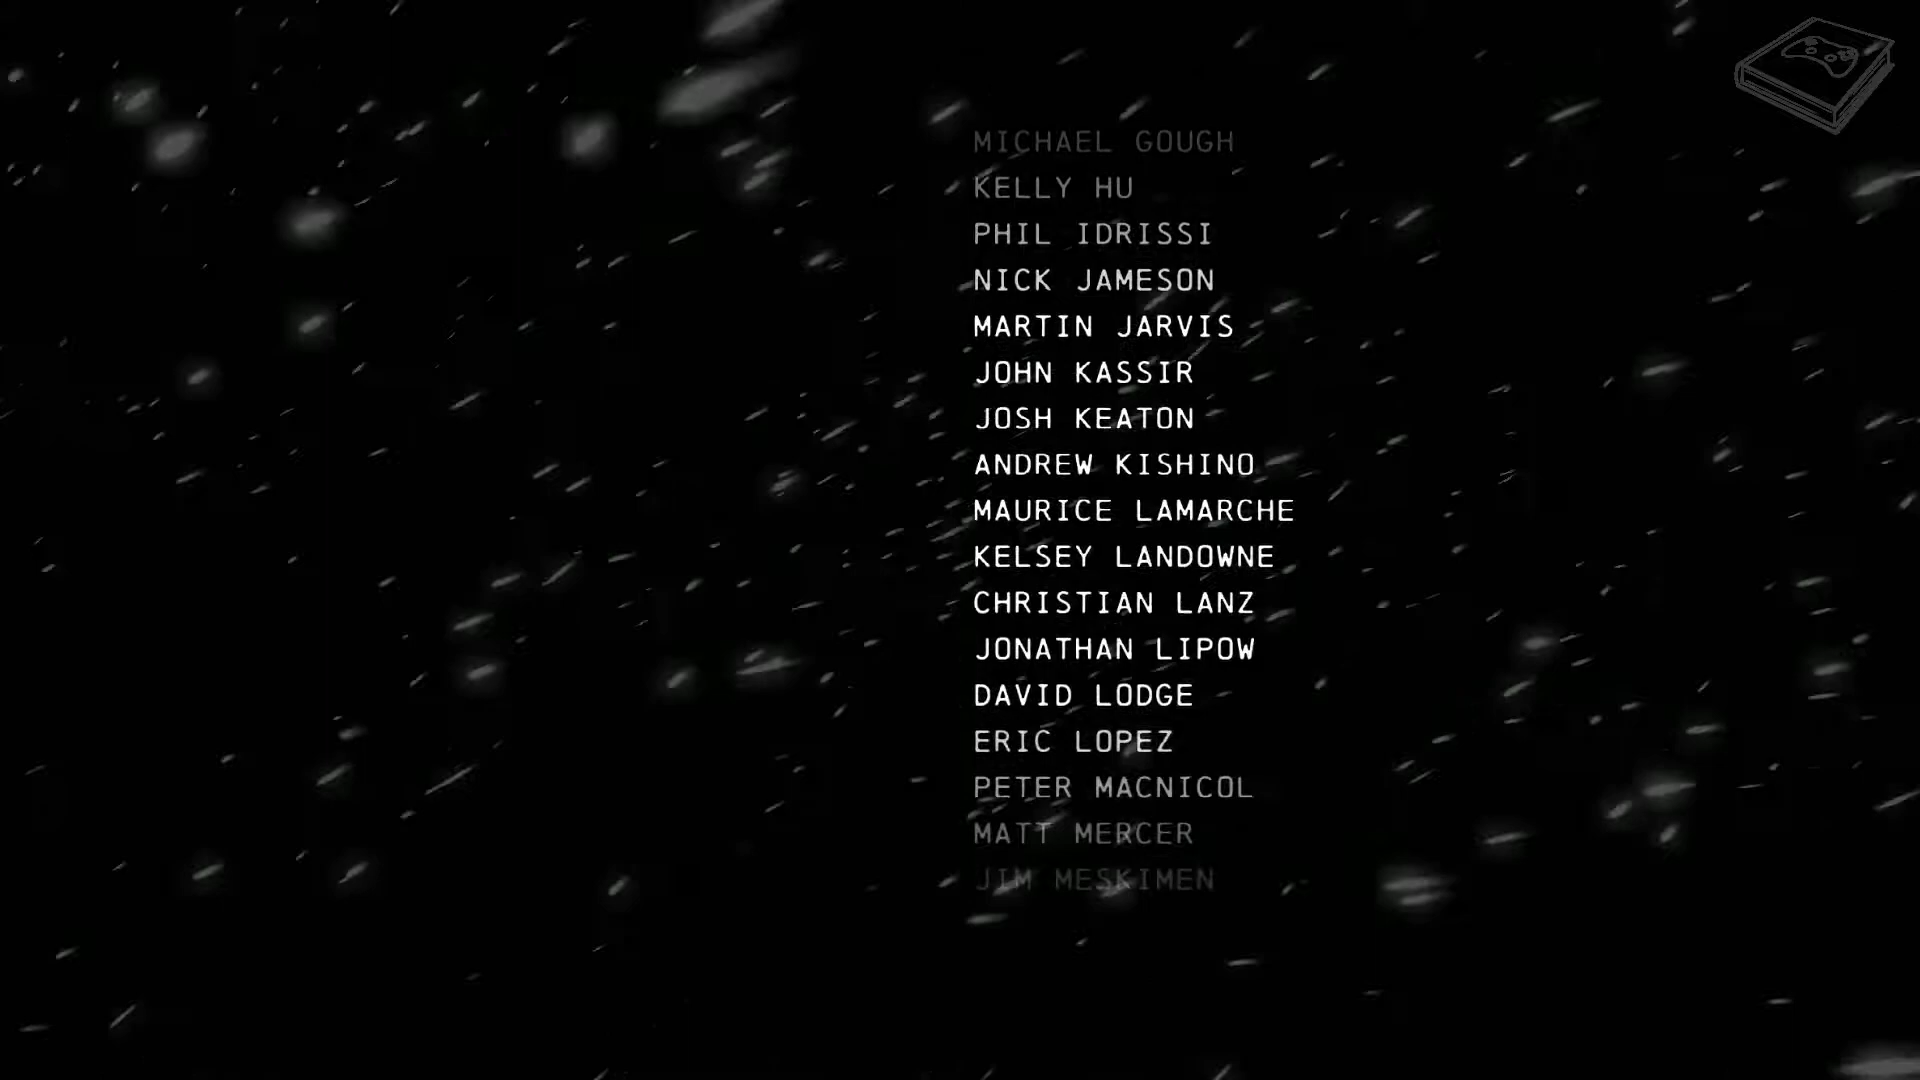 MICHAEL GOUGH
KELLY HU
PHIL IDRISSI
NICK JAMESON
MARTIN JARVIS
JOHN KASSIR
JOSH KEATON
ANDREW KISHINO
MAURICE LAMARCHE
KELSEY LANDOWNE
CHRISTIAN LANZ
JONATHAN LIPOW
DAVID LODGE
ERIC LOPEZ
PETER MACNICOL
MATT MERCER
JIM MESKIMEN